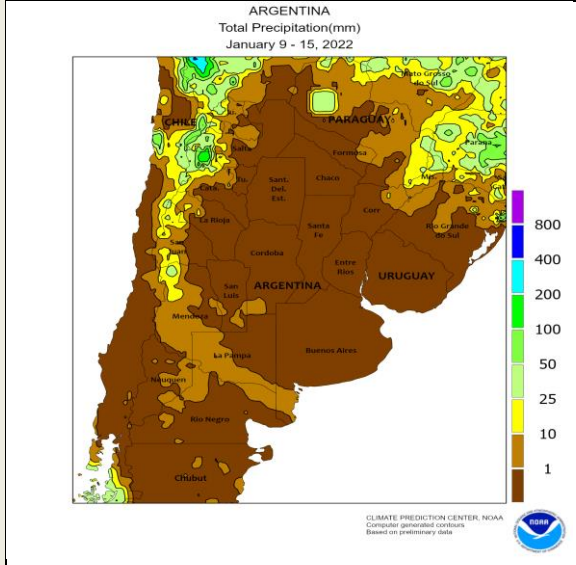 ARGENTINA
Total Precipitation(mm)
January 9 - 15, 2022
Mato Grosso
do Sul
CHILE
PARAGUAY
Parana
Salta
Formosa
Tu.
Chaco
Mis.
Cata.
Sant.
Del.
Est.
La Rioja
Corr
Santa
Fe
Rio Grande
do Sul
San
Juan
Cordoba
Entre
Rios
URUGUAY
San
Luis
ARGENTINA
Mendoza
La Pampa
Buenos Aires
Neuquen
Rio Negro
Chubut
800
400
200
100
50
25
10
1
CLIMATE PREDICTION CENTER, NOAA
Computer generated contours
Based on preliminary data
NOAA